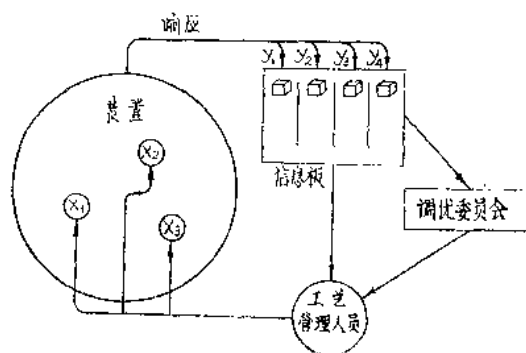 响应
y₁ y₂ y₃ y₄
装置
x₂
信息板
x₁
调优委员会
x₃
工艺
管理人员